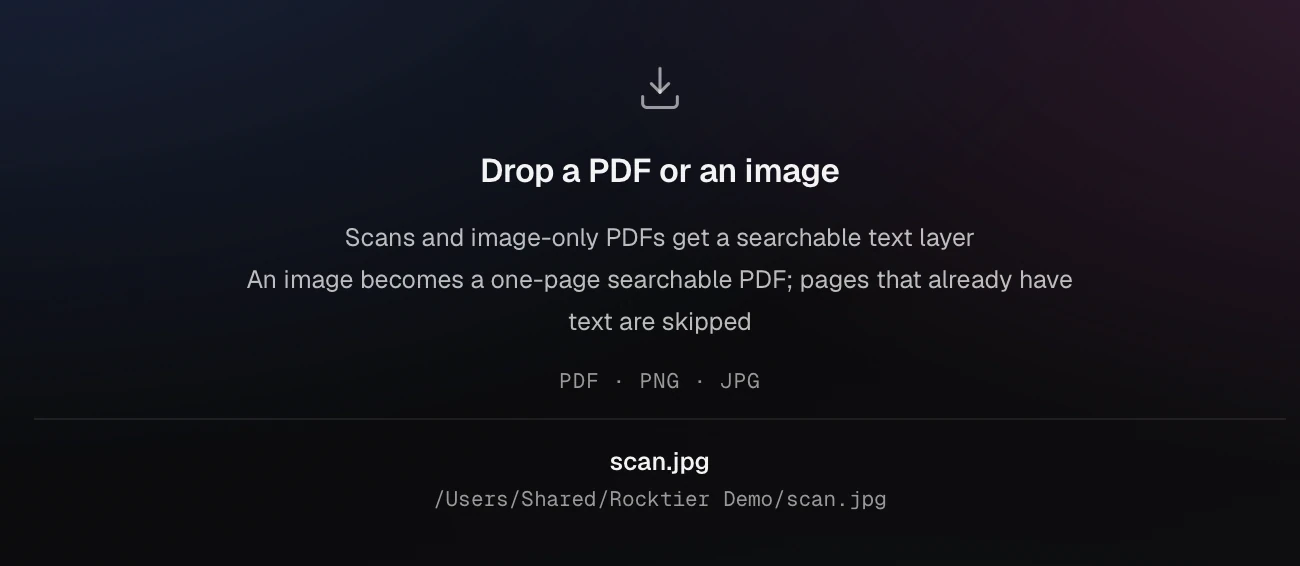 Drop a PDF or an image
Scans and image-only PDFs get a searchable text layer
An image becomes a one-page searchable PDF; pages that already have
text are skipped
PDF · PNG · JPG
scan.jpg
/Users/Shared/Rocktier Demo/scan.jpg